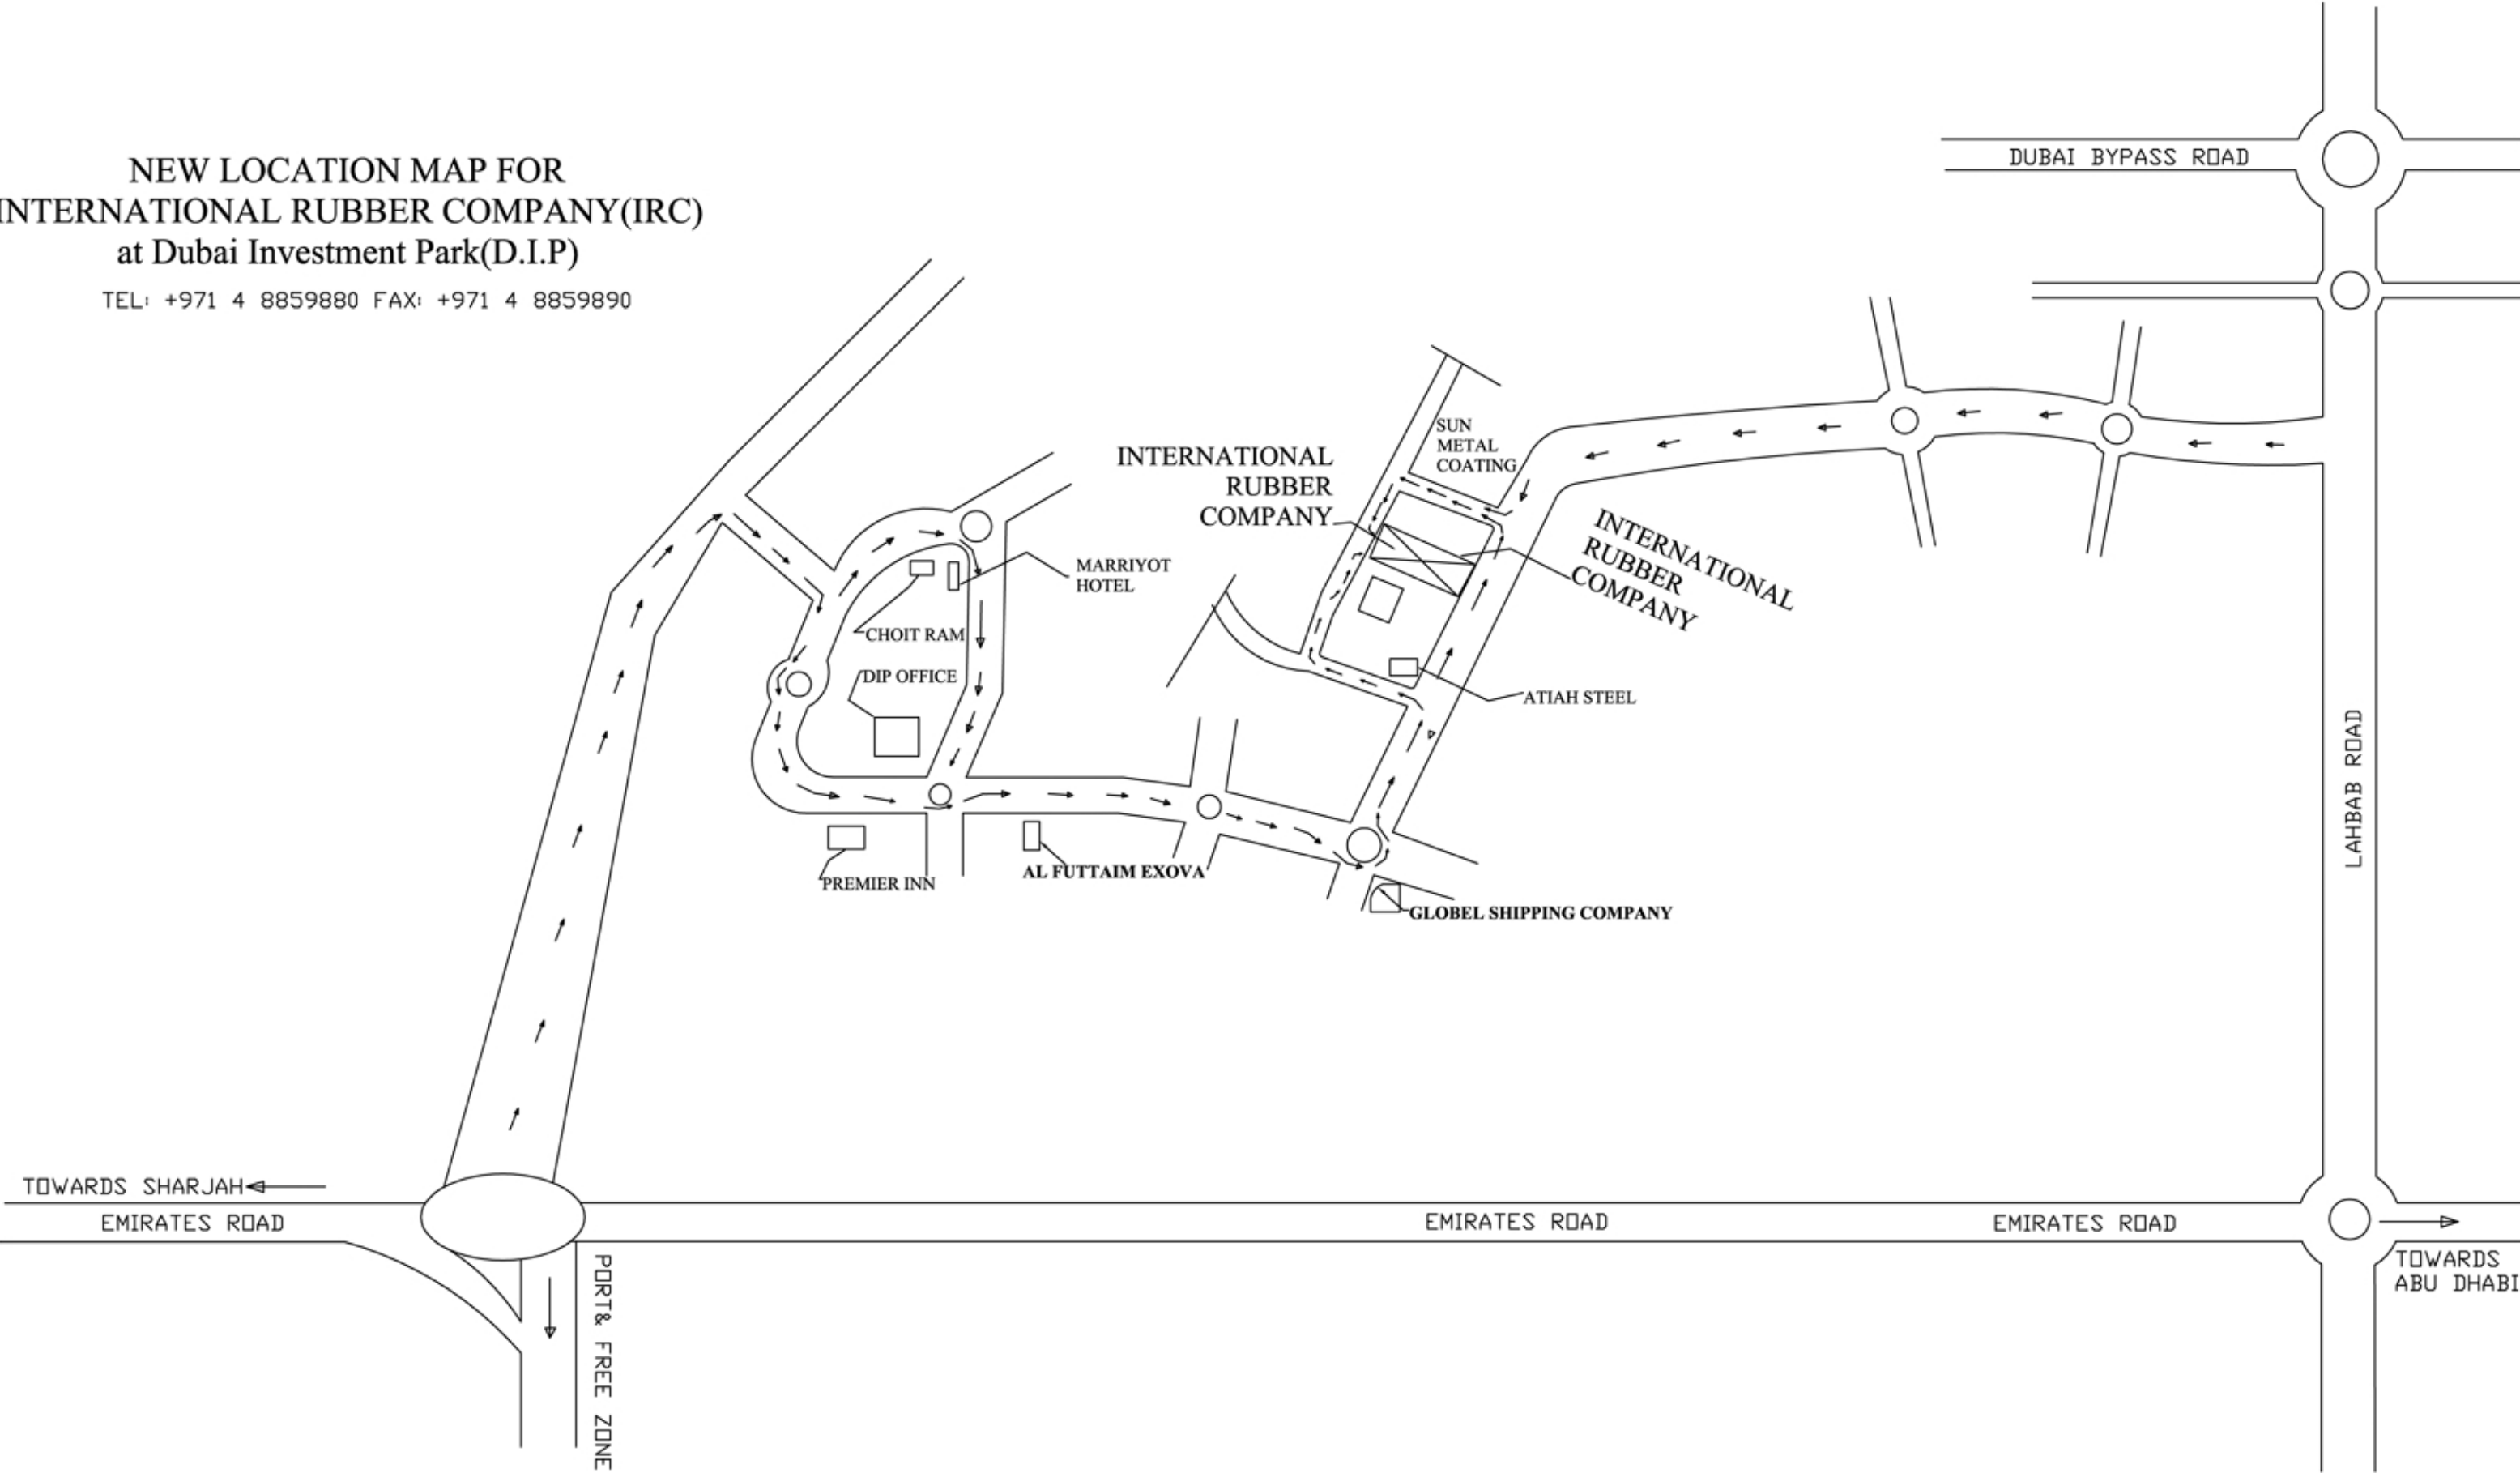 NEW LOCATION MAP FOR
INTERNATIONAL RUBBER COMPANY(IRC)
at Dubai Investment Park(D.I.P)
TEL: +971 4 8859880 FAX: +971 4 8859890
DUBAI BYPASS ROAD
SUN
METAL
COATING
INTERNATIONAL
RUBBER
COMPANY
INTERNATIONAL
RUBBER
COMPANY
MARRIYOT
HOTEL
CHOIT RAM
DIP OFFICE
ATIAH STEEL
LAHBAB ROAD
PREMIER INN
AL FUTTAIM EXOVA
GLOBEL SHIPPING COMPANY
TOWARDS SHARJAH
EMIRATES ROAD
EMIRATES ROAD
EMIRATES ROAD
TOWARDS
ABU DHABI
PORT& FREE ZONE